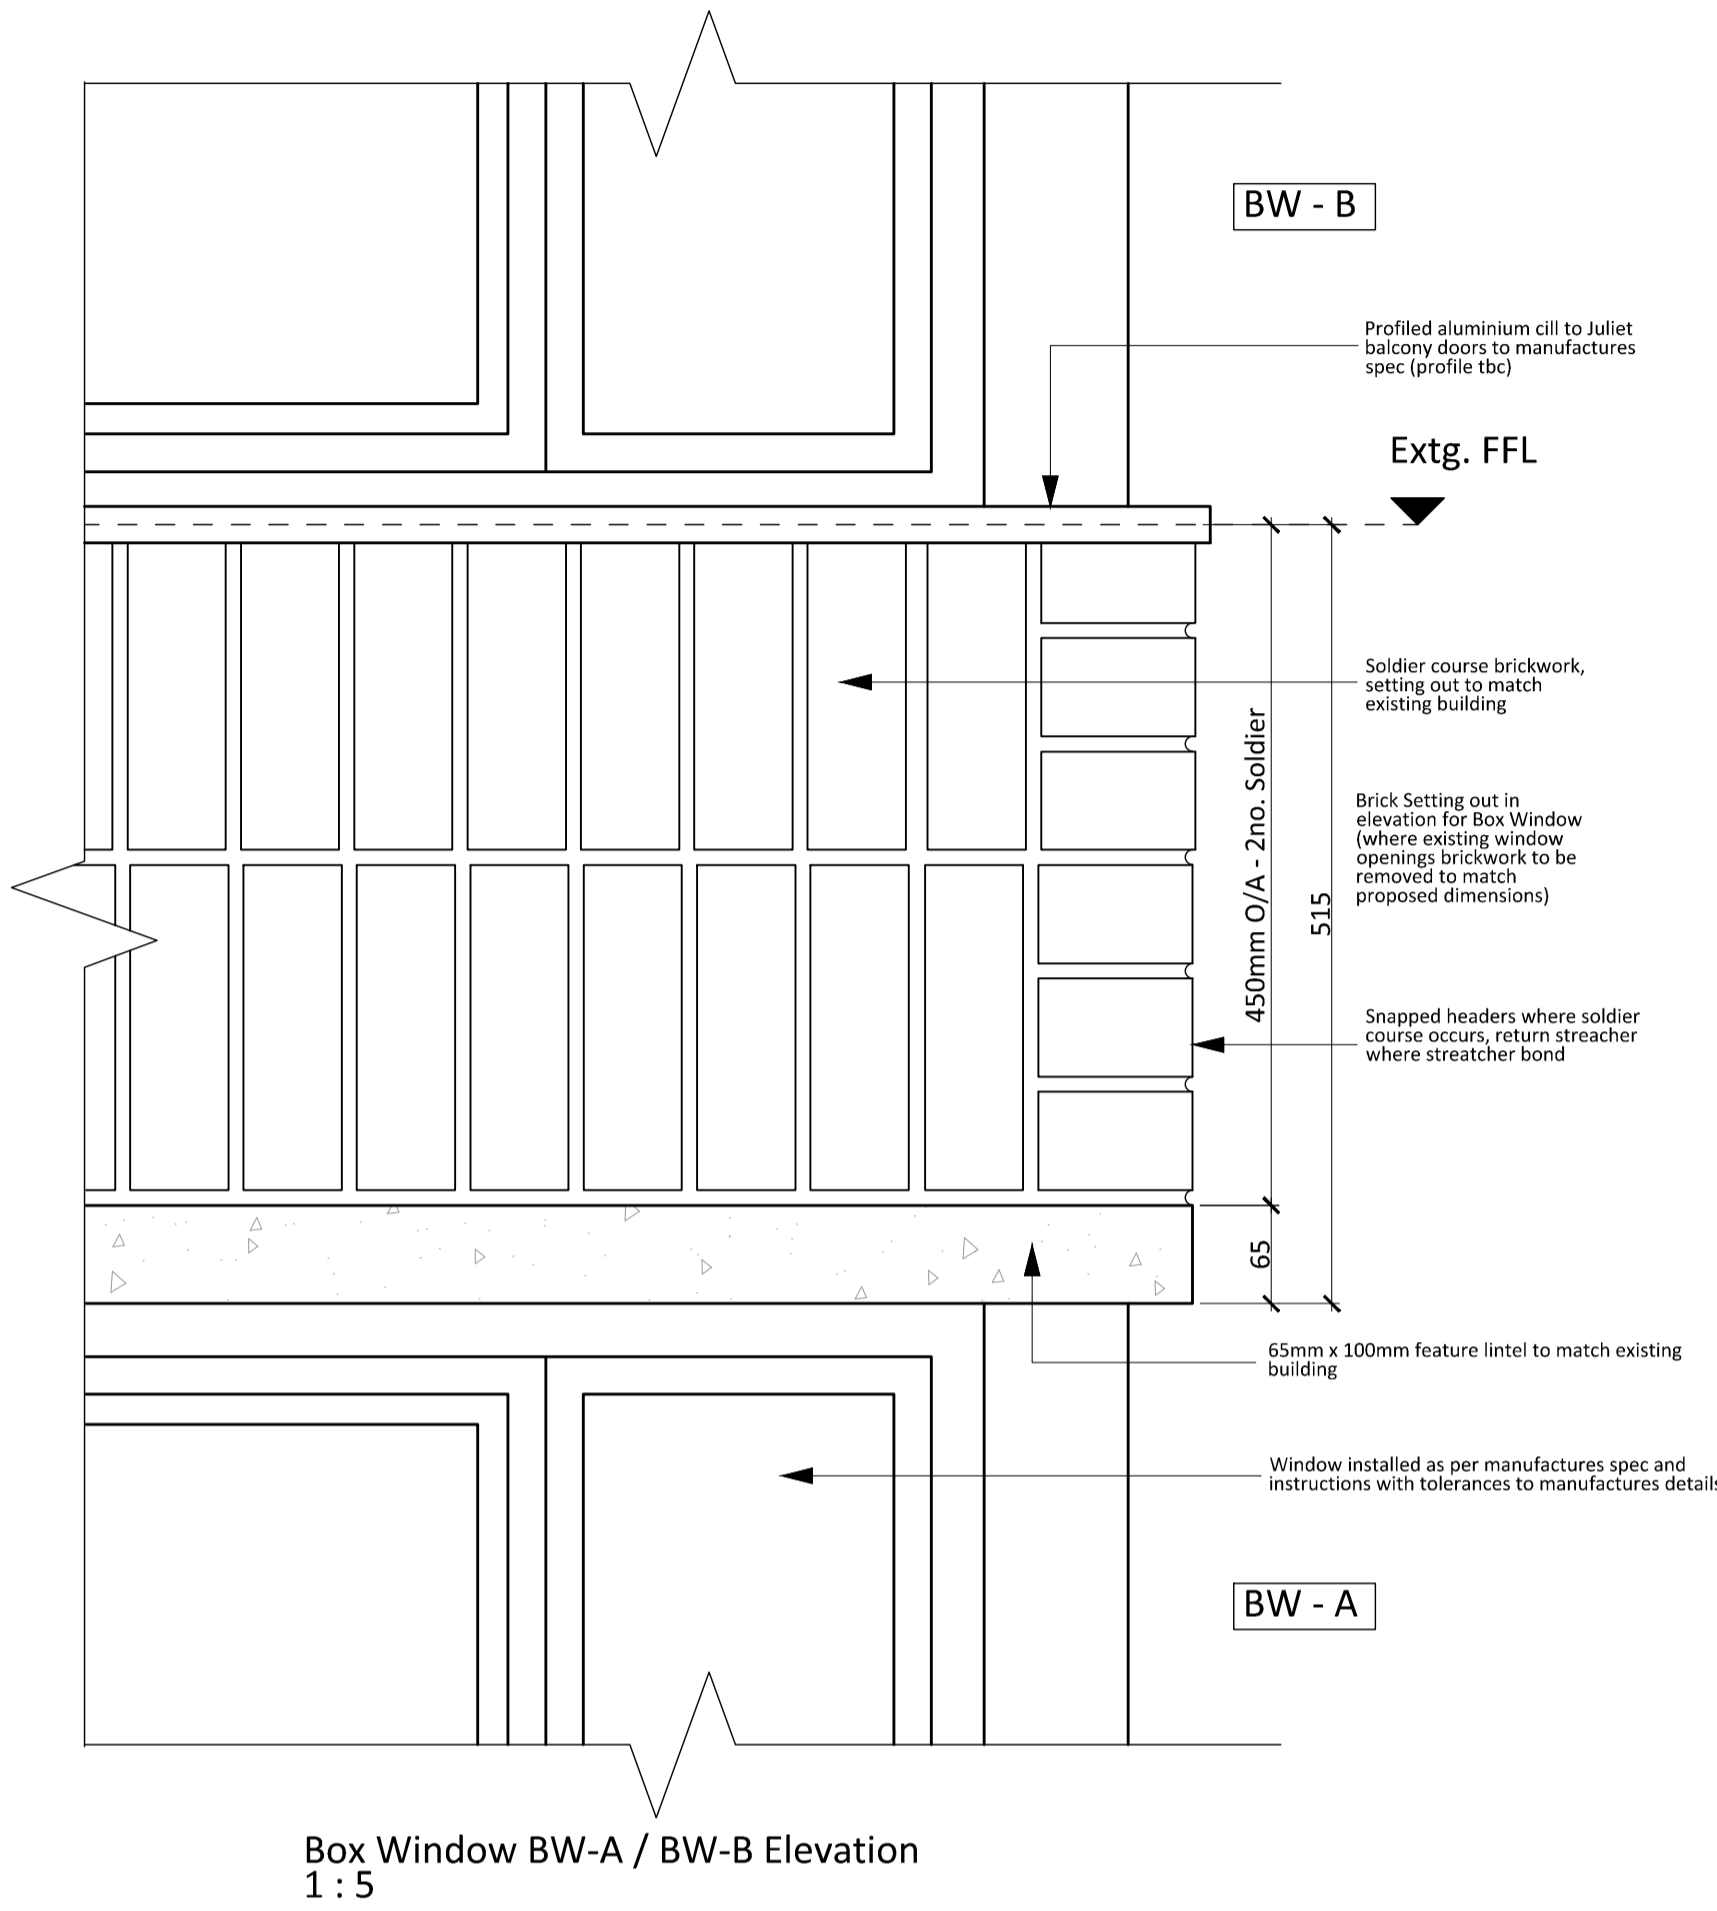 BW - B
Profiled aluminium cill to Juliet
balcony doors to manufactures
spec (profile tbc)
Extg. FFL
Soldier course brickwork,
setting out to match
existing building
450mm O/A - 2no. Soldier
515
Brick Setting out in
elevation for Box Window
(where existing window
openings brickwork to be
removed to match
proposed dimensions)
Snapped headers where soldier
course occurs, return streacher
where streatcher bond
65
65mm x 100mm feature lintel to match existing
building
Window installed as per manufactures spec and
instructions with tolerances to manufactures details
BW - A
Box Window BW-A / BW-B Elevation
1 : 5